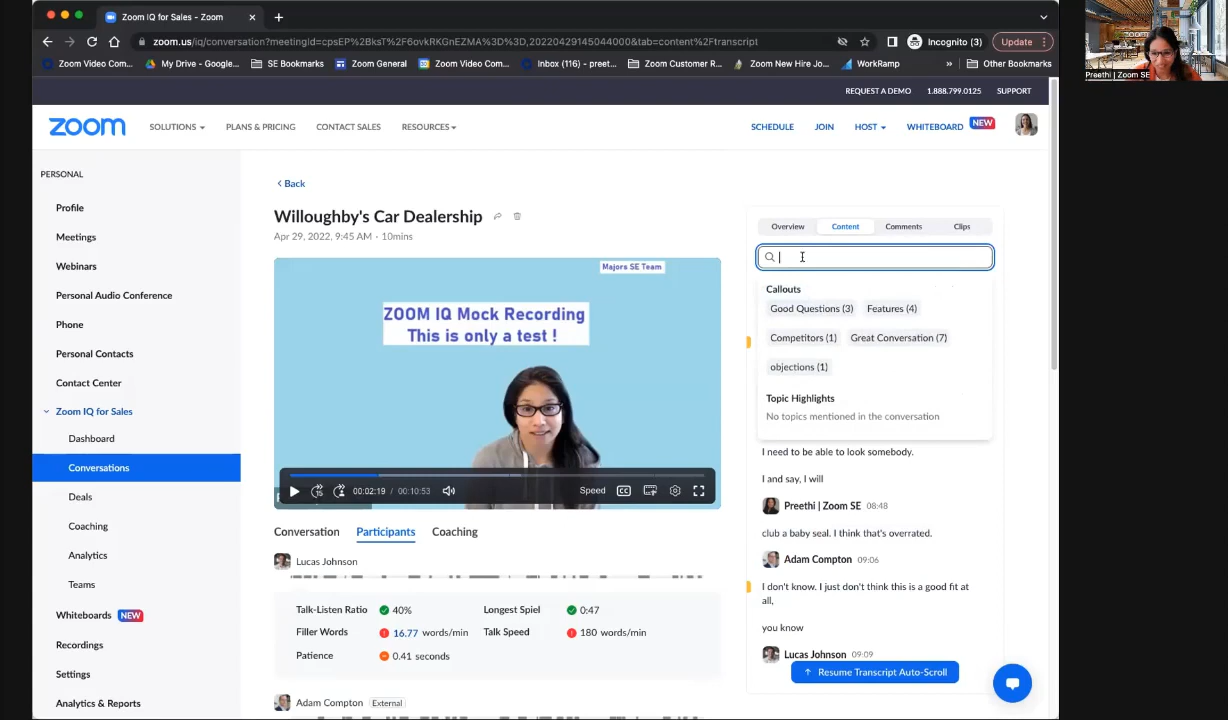 Zoom IQ for Sales - Zoom
zoom.us/iq/conversation?meetingId=cpsEP%2BksT%2F6ovkRKGnEZMA%3D%3D,20220429145044000&tab=content%2Ftranscript
Incognito (3)
Update
Zoom Video Com...
My Drive - Google...
SE Bookmarks
Zoom General
Zoom Video Com...
Inbox (116) - preet...
Zoom Customer R...
Zoom New Hire Jo...
WorkRamp
»
Other Bookmarks
Preethi | Zoom SE
REQUEST A DEMO
1.888.799.0125
SUPPORT
zoom
SOLUTIONS
PLANS & PRICING
CONTACT SALES
RESOURCES
SCHEDULE
JOIN
HOST
WHITEBOARD
NEW
PERSONAL
Profile
Meetings
Webinars
Personal Audio Conference
Phone
Personal Contacts
Contact Center
Zoom IQ for Sales
Dashboard
Conversations
Deals
Coaching
Analytics
Teams
Whiteboards NEW
Recordings
Settings
Analytics & Reports
< Back
Willoughby's Car Dealership
Apr 29, 2022, 9:45 AM · 10mins
Majors SE Team
ZOOM IQ Mock Recording
This is only a test !
15
00:02:19 / 00:10:53
Speed
CC
Conversation
Participants
Coaching
Lucas Johnson
Talk-Listen Ratio 40%
Longest Spiel 0:47
Filler Words 16.77 words/min
Talk Speed 180 words/min
Patience 0.41 seconds
Adam Compton External
Overview
Content
Comments
Clips
Callouts
Good Questions (3)
Features (4)
Competitors (1)
Great Conversation (7)
objections (1)
Topic Highlights
No topics mentioned in the conversation
I need to be able to look somebody.
I and say, I will
Preethi | Zoom SE 08:48
club a baby seal. I think that's overrated.
Adam Compton 09:06
I don't know. I just don't think this is a good fit at
all,
you know
Lucas Johnson 09:09
↑ Resume Transcript Auto-Scroll